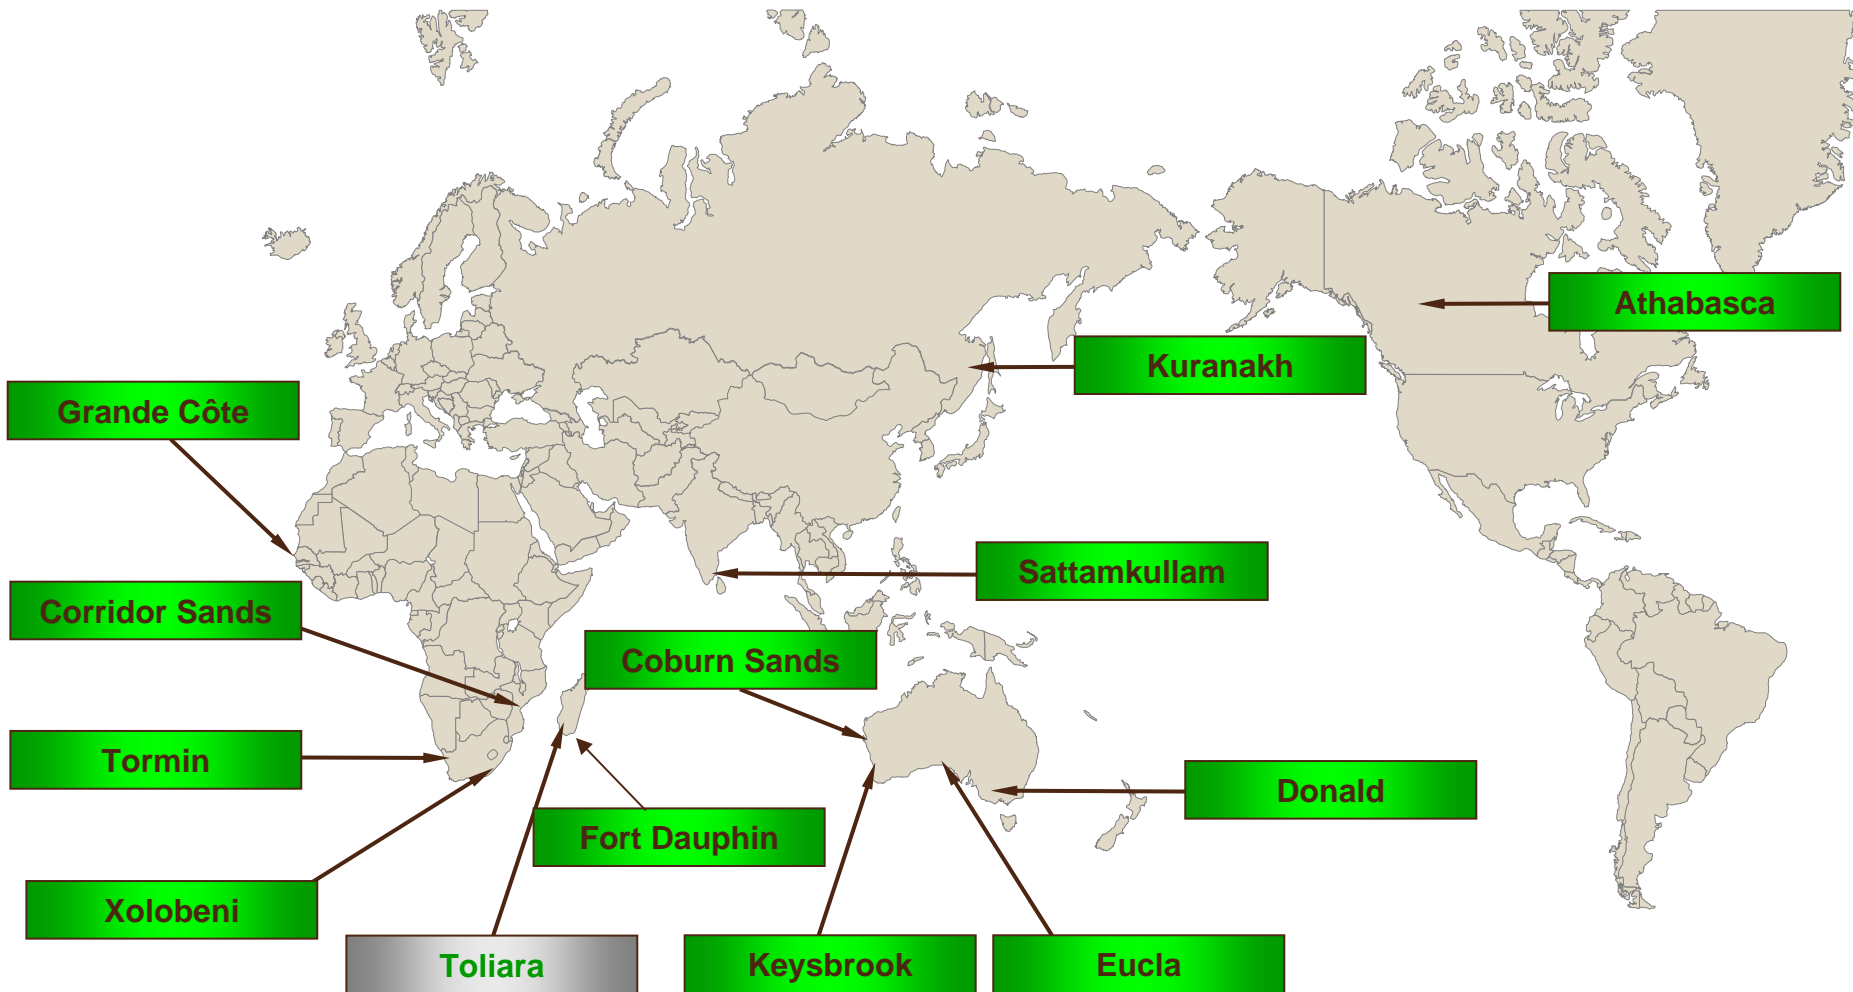 Athabasca
Kuranakh
Grande Côte
Sattamkullam
Corridor Sands
Coburn Sands
Tormin
Donald
Fort Dauphin
Xolobeni
Toliara
Keysbrook
Eucla